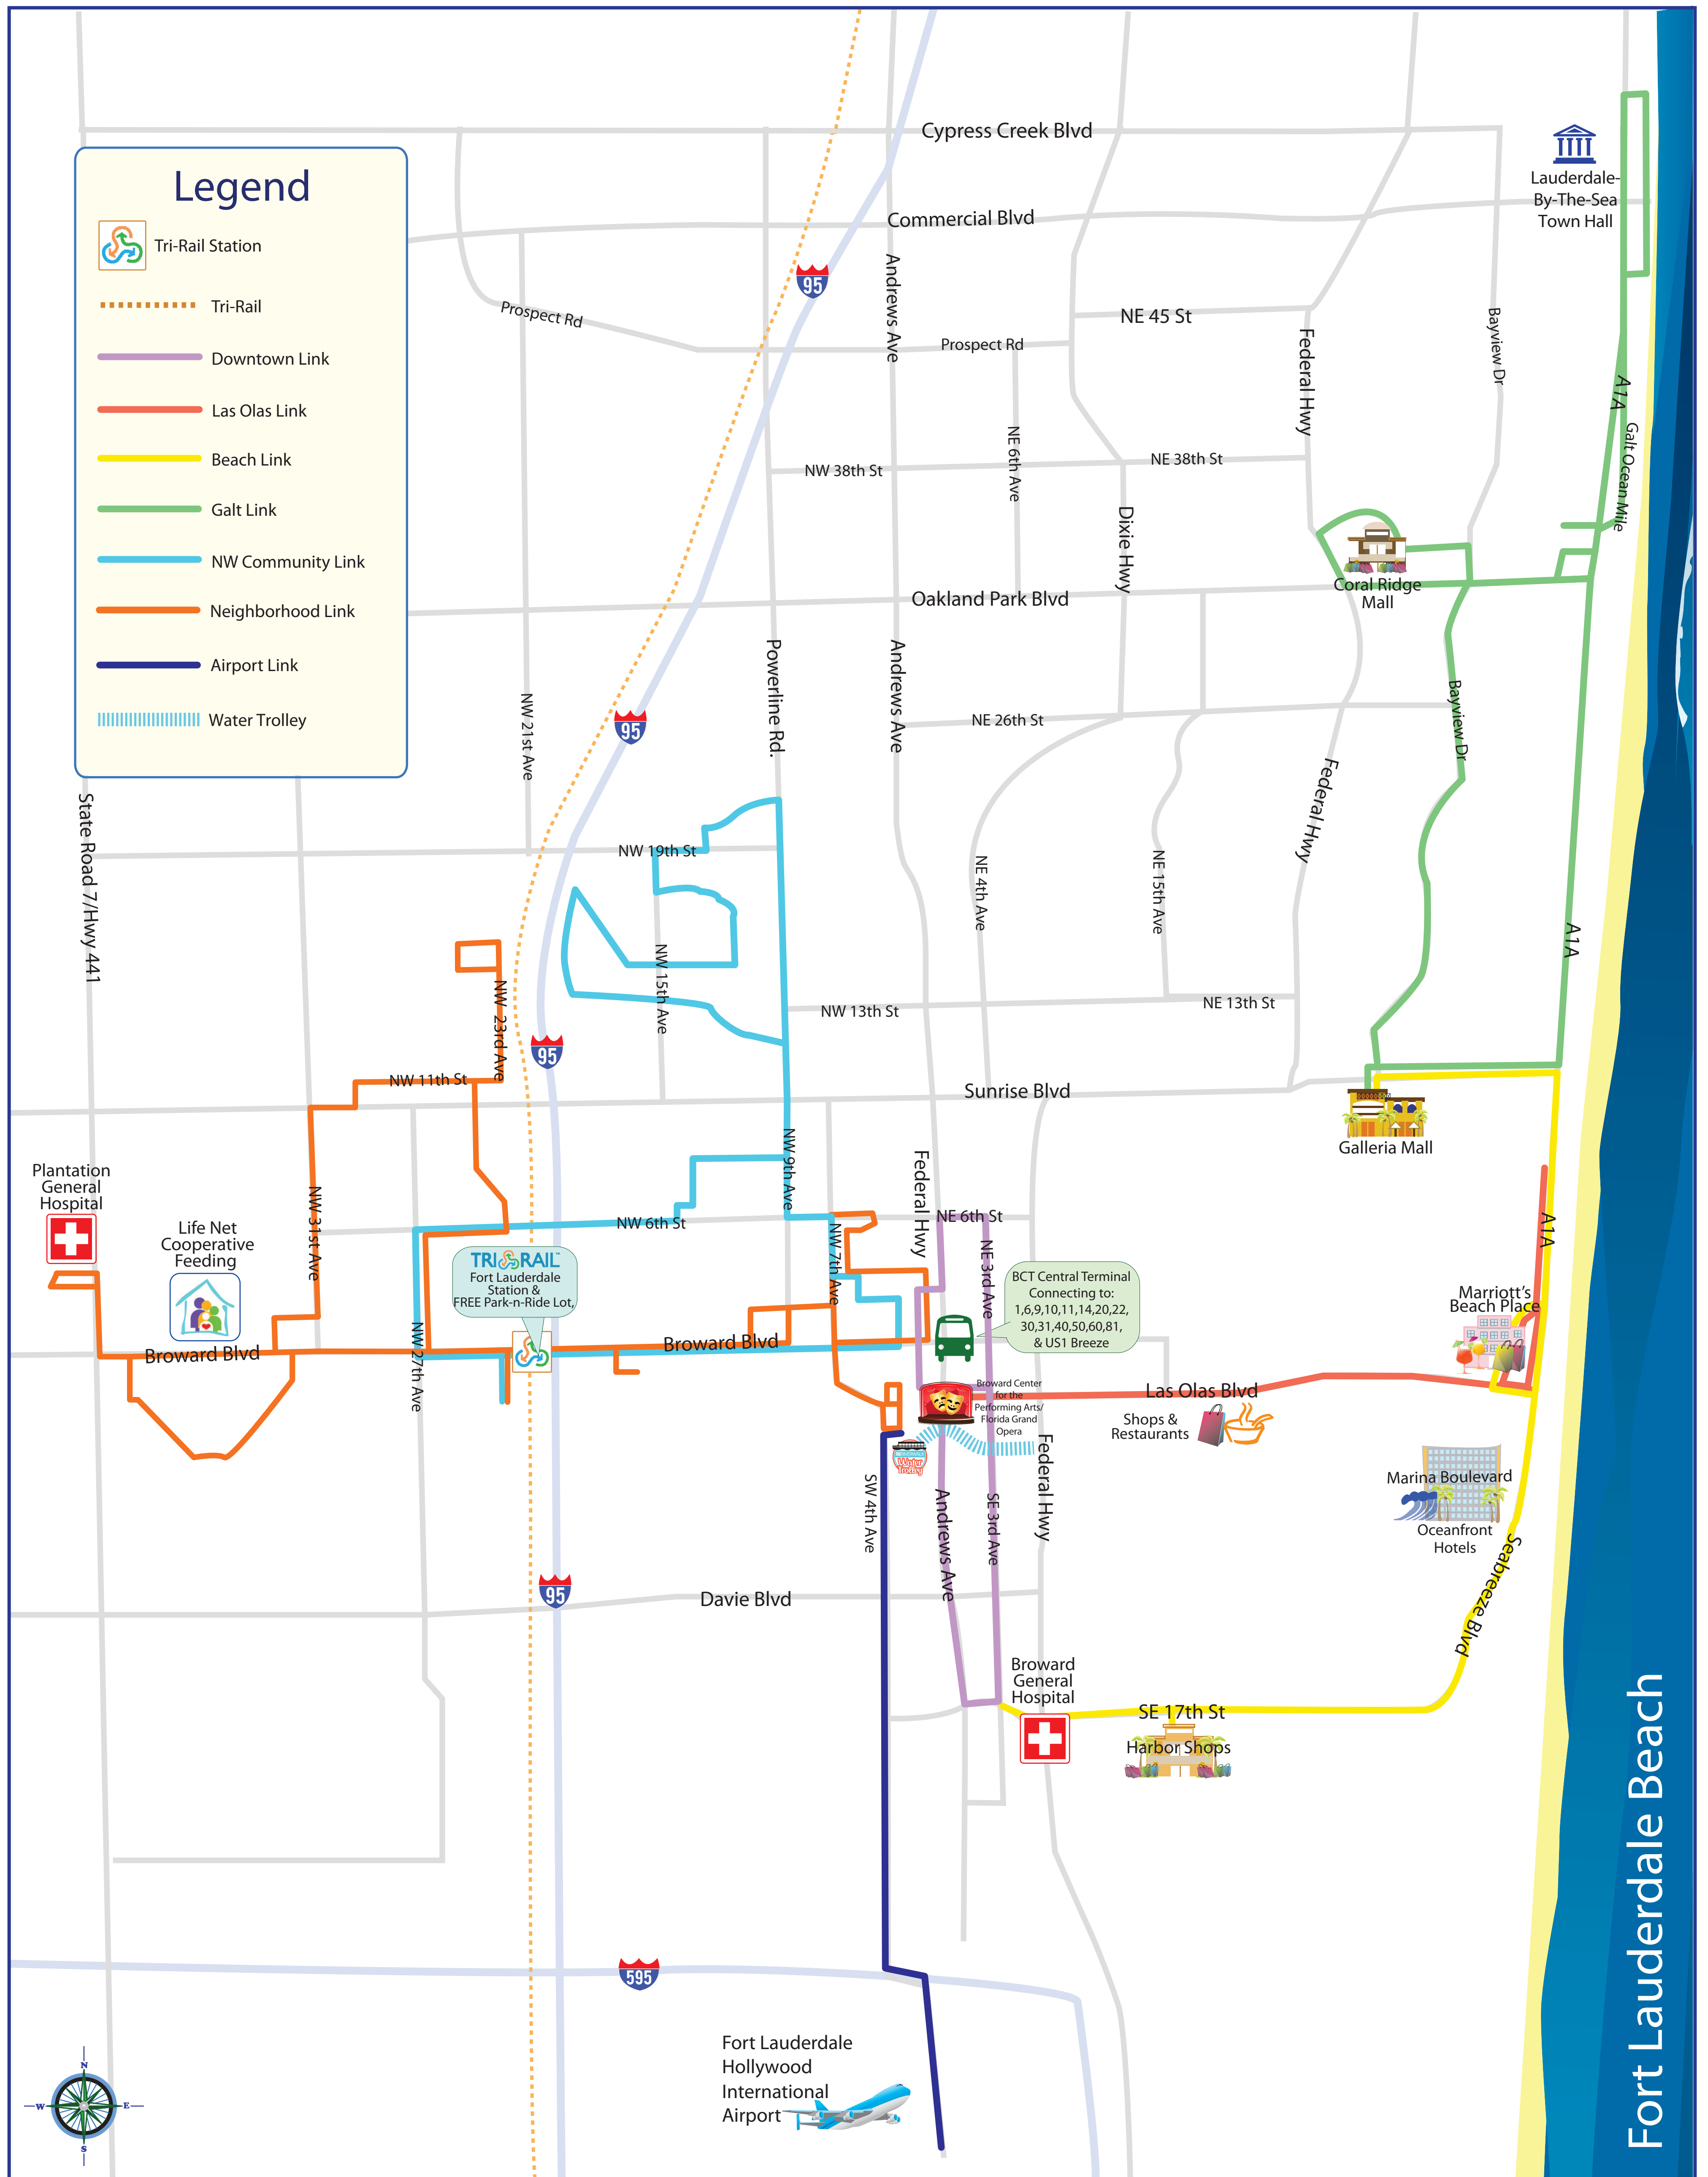 Cypress Creek Blvd
Lauderdale-
By-The-Sea
Town Hall
Legend
Tri-Rail Station
Tri-Rail
Downtown Link
Las Olas Link
Beach Link
Galt Link
NW Community Link
Neighborhood Link
Airport Link
Water Trolley
Commercial Blvd
Andrews Ave
95
Prospect Rd
NE 45 St
Prospect Rd
Federal Hwy
Bayview Dr
A1A
Galt Ocean Mile
NW 38th St
NE 6th Ave
NE 38th St
Dixie Hwy
Coral Ridge
Mall
Oakland Park Blvd
Powerline Rd.
Andrews Ave
NW 21st Ave
95
NE 26th St
Bayview Dr
Federal Hwy
State Road 7/Hwy 441
NW 19th St
NE 4th Ave
NE 15th Ave
A1A
NW 15th Ave
NW 23rd Ave
NW 13th St
NE 13th St
95
NW 11th St
Sunrise Blvd
Galleria Mall
NW 9th Ave
Federal Hwy
Plantation
General
Hospital
NW 31st Ave
Life Net
Cooperative
Feeding
NW 6th St
NE 6th St
NW 7th Ave
NE 3rd Ave
A1A
TRI RAIL™
Fort Lauderdale
Station &
FREE Park-n-Ride Lot,
BCT Central Terminal
Connecting to:
1,6,9,10,11,14,20,22,
30,31,40,50,60,81,
& US1 Breeze
Marriott's
Beach Place
Broward Blvd
NW 27th Ave
Broward Blvd
Broward Center
for the
Performing Arts/
Florida Grand
Opera
Las Olas Blvd
Shops &
Restaurants
Water
Trolley
Federal Hwy
Marina Boulevard
Oceanfront
Hotels
SW 4th Ave
Andrews Ave
SE 3rd Ave
Seabreeze Blvd
95
Davie Blvd
Broward
General
Hospital
SE 17th St
Harbor Shops
Fort Lauderdale Beach
595
Fort Lauderdale
Hollywood
International
Airport
N
W
E
S